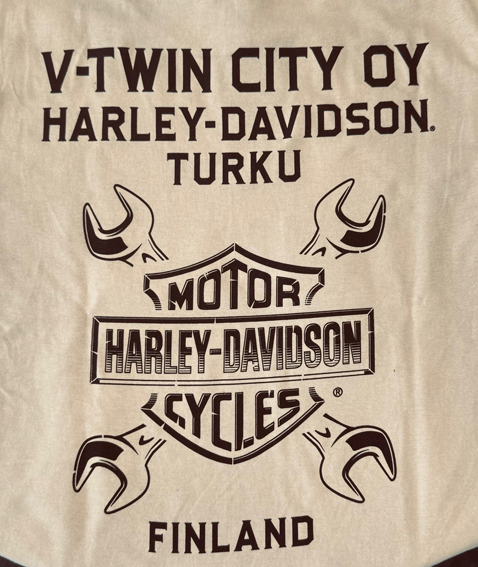 V-TWIN CITY OY
HARLEY-DAVIDSON.
TURKU
MOTOR
HARLEY-DAVIDSON
CYCLES
®
FINLAND